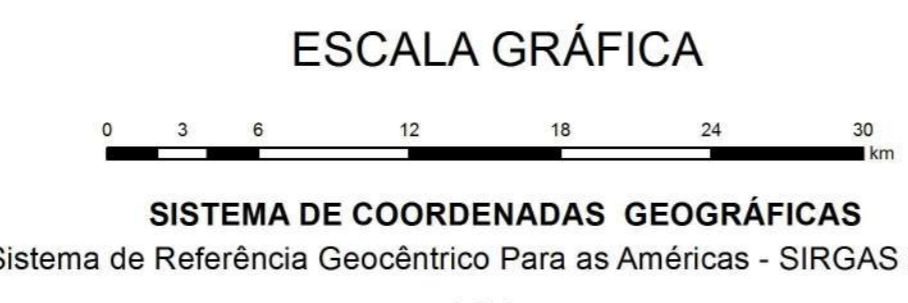 ESCALA GRÁFICA
0 3 6 12 18 24 30
km
SISTEMA DE COORDENADAS GEOGRÁFICAS
Sistema de Referência Geocêntrico Para as Américas - SIRGAS